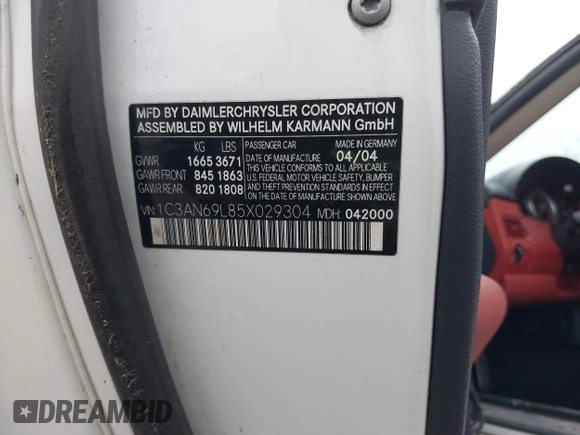 MFD BY DAIMLERCHRYSLER CORPORATION
ASSEMBLED BY WILHELM KARMANN GmbH
KG LBS PASSENGER CAR MADE IN GERMANY
GVWR 1665 3671 DATE OF MANUFACTURE 04/04
GAWR FRONT 845 1863 THIS VEHICLE CONFORMS TO ALL APPLICABLE
GAWR REAR 820 1808 U.S. FEDERAL MOTOR VEHICLE SAFETY, BUMPER
AND THEFT PREVENTION STANDARDS IN EFFECT
ON THE DATE OF MANUFACTURE SHOWN ABOVE
VIN: 1C3AN69L85X029304 MDH: 042000
DREAMBID